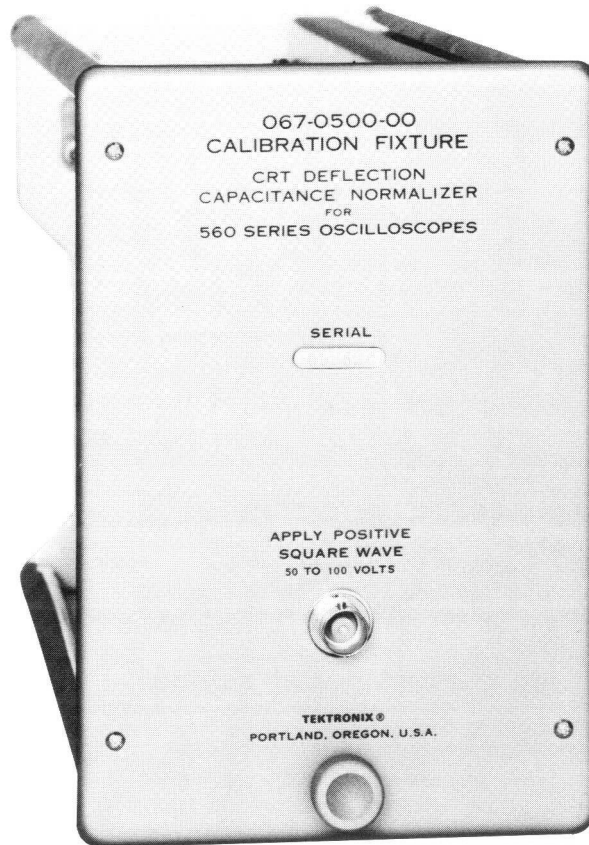 067-0500-00
CALIBRATION FIXTURE
CRT DEFLECTION
CAPACITANCE NORMALIZER
FOR
560 SERIES OSCILLOSCOPES
SERIAL
APPLY POSITIVE
SQUARE WAVE
50 TO 100 VOLTS
TEKTRONIX®
PORTLAND, OREGON, U.S.A.